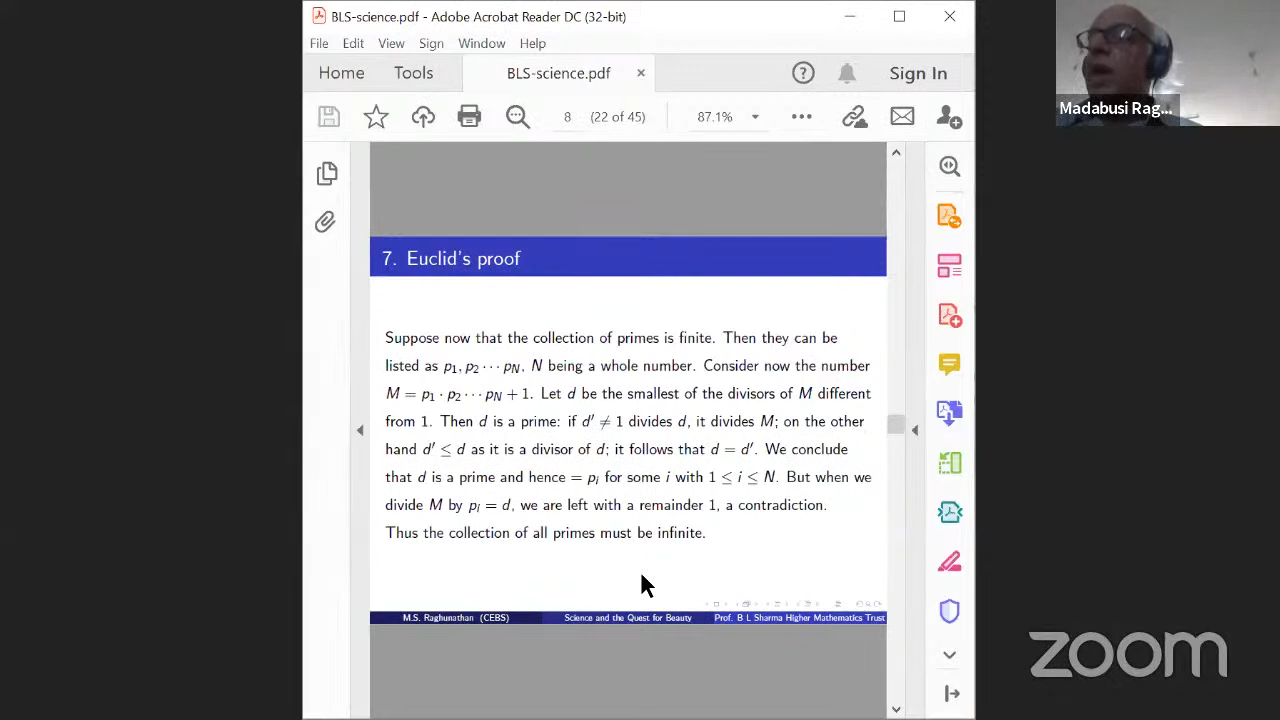 BLS-science.pdf - Adobe Acrobat Reader DC (32-bit)
File Edit View Sign Window Help
Home Tools BLS-science.pdf × Sign In
8 (22 of 45) 87.1%
Madabusi Rag...
7. Euclid's proof
Suppose now that the collection of primes is finite. Then they can be
listed as p₁, p₂ ⋯ p_N, N being a whole number. Consider now the number
M = p₁ · p₂ ⋯ p_N + 1. Let d be the smallest of the divisors of M different
from 1. Then d is a prime: if d′ ≠ 1 divides d, it divides M; on the other
hand d′ ≤ d as it is a divisor of d; it follows that d = d′. We conclude
that d is a prime and hence = pᵢ for some i with 1 ≤ i ≤ N. But when we
divide M by pᵢ = d, we are left with a remainder 1, a contradiction.
Thus the collection of all primes must be infinite.
M.S. Raghunathan (CEBS) Science and the Quest for Beauty Prof. B L Sharma Higher Mathematics Trust
zoom